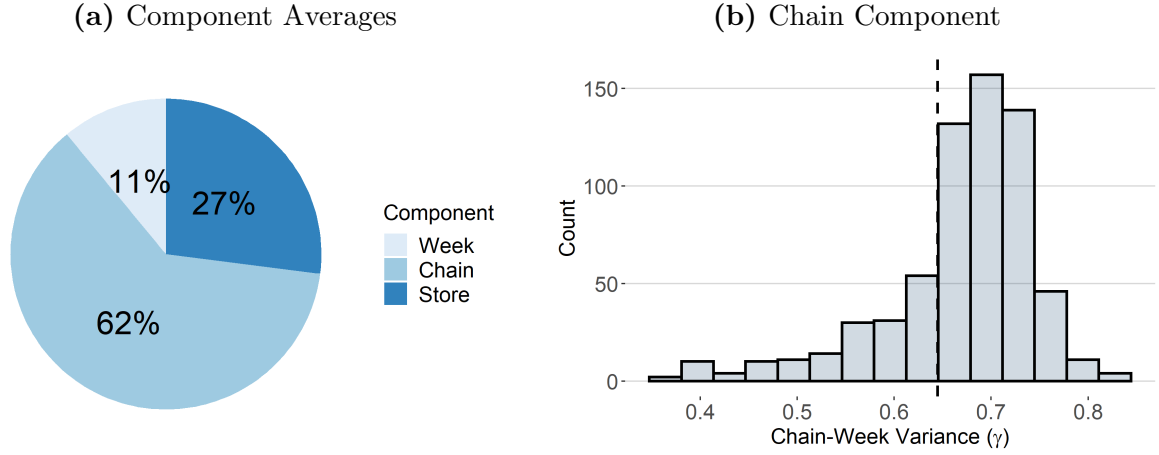 (a) Component Averages
11%
27%
62%
Component
Week
Chain
Store
(b) Chain Component
150
100
50
0
Count
0.4 0.5 0.6 0.7 0.8
Chain-Week Variance (γ)